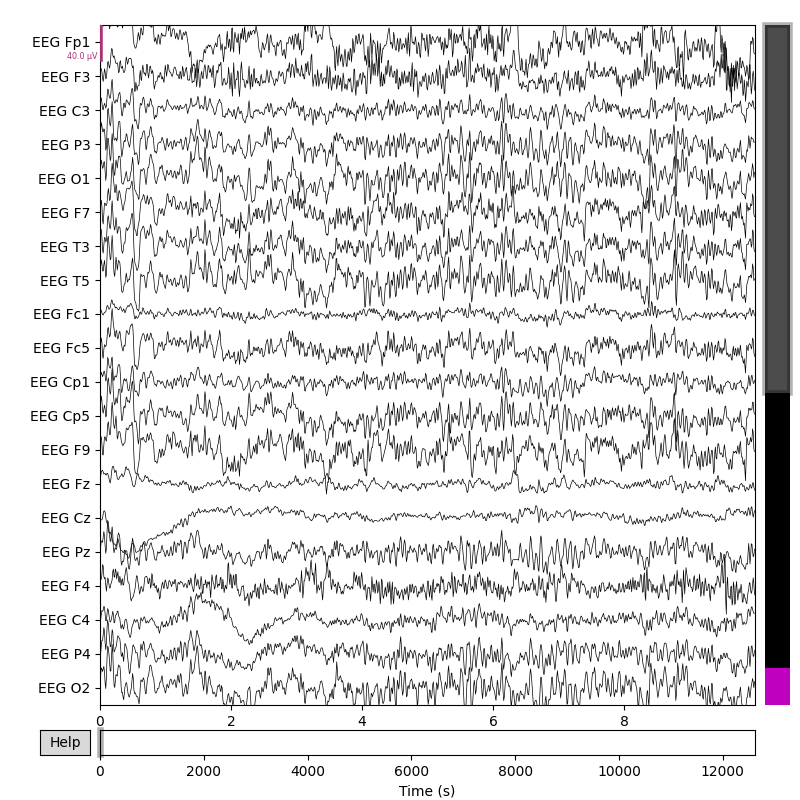 EEG Fp1
40.0 µV
EEG F3
EEG C3
EEG P3
EEG O1
EEG F7
EEG T3
EEG T5
EEG Fc1
EEG Fc5
EEG Cp1
EEG Cp5
EEG F9
EEG Fz
EEG Cz
EEG Pz
EEG F4
EEG C4
EEG P4
EEG O2
0 2 4 6 8
Help
0 2000 4000 6000 8000 10000 12000
Time (s)